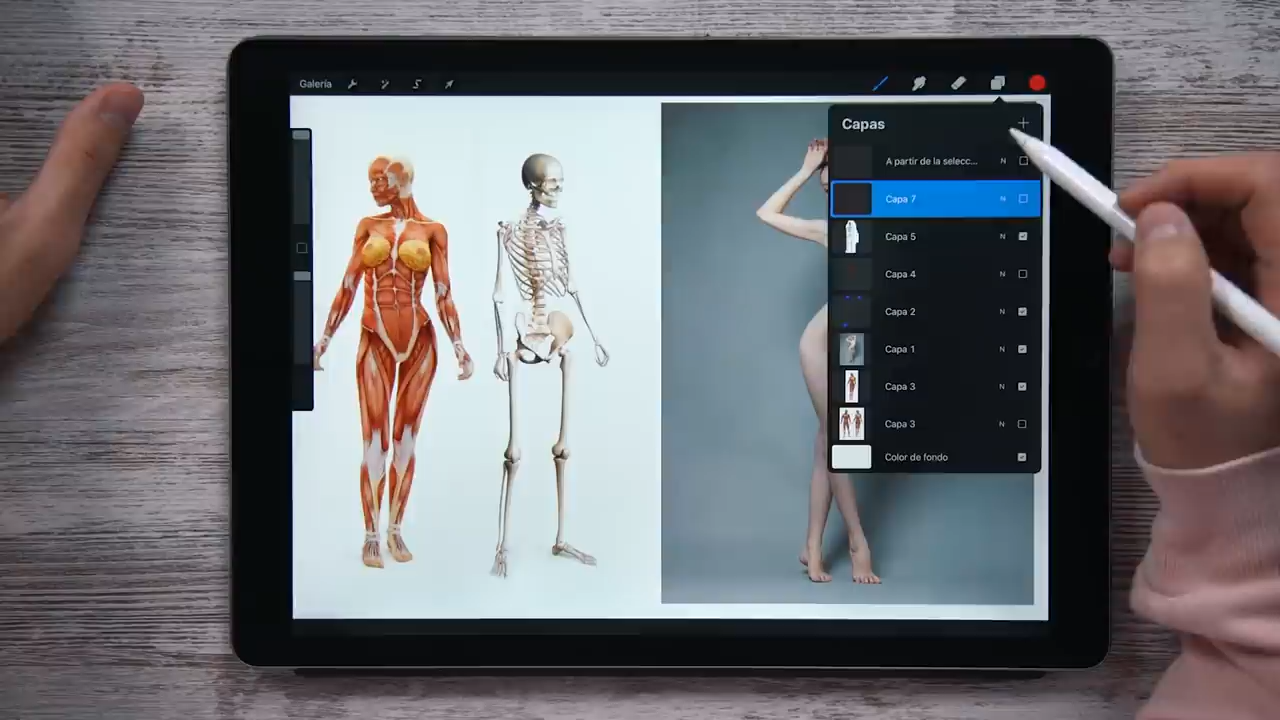 Galería
Capas
A partir de la selecc... N
Capa 7 N
Capa 5 N
Capa 4 N
Capa 2 N
Capa 1 N
Capa 3 N
Capa 3 N
Color de fondo